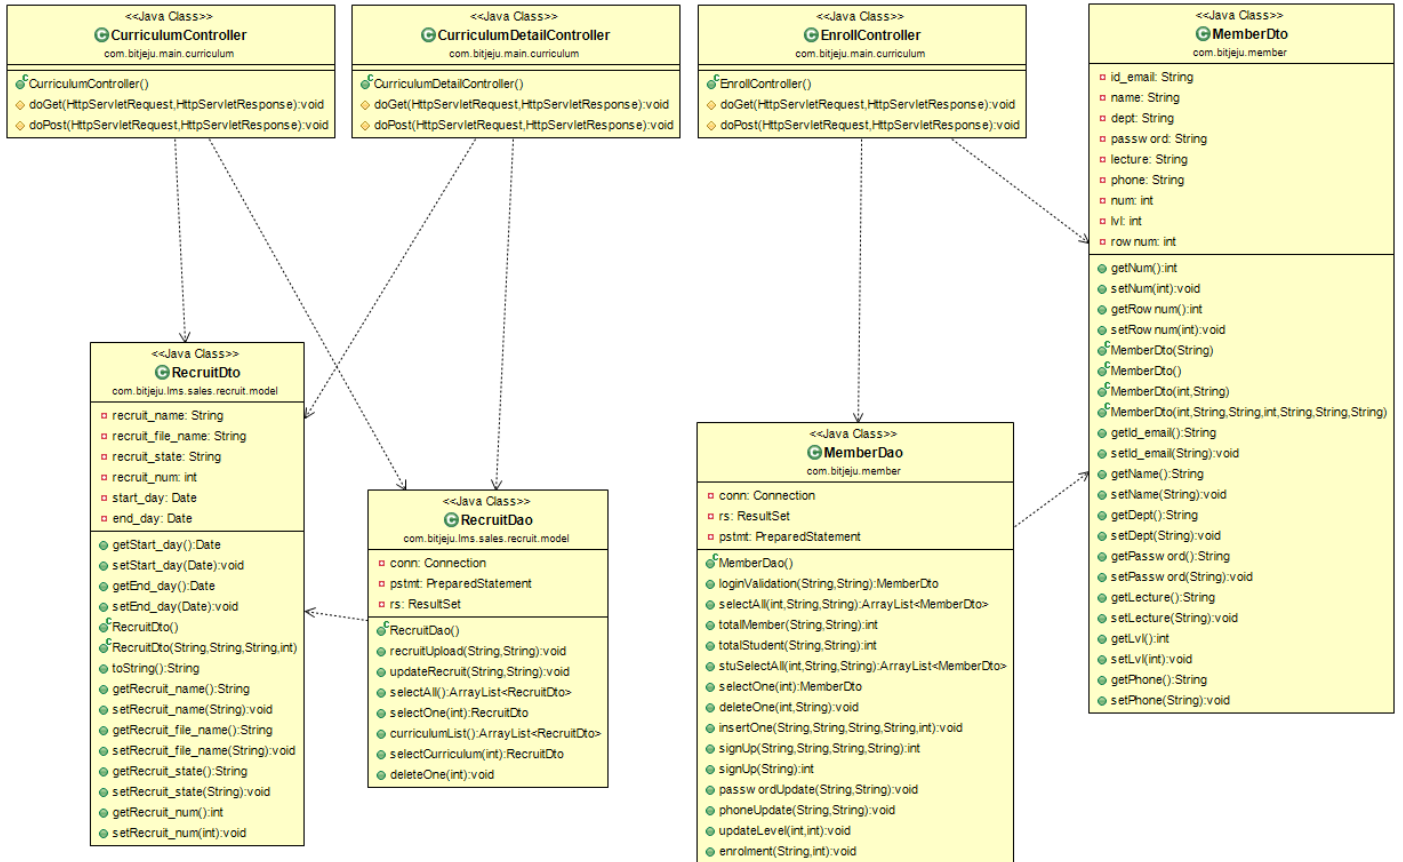 <<Java Class>>
CurriculumController
com.bitjeju.main.curriculum
CurriculumController()
doGet(HttpServletRequest,HttpServletResponse):void
doPost(HttpServletRequest,HttpServletResponse):void
<<Java Class>>
CurriculumDetailController
com.bitjeju.main.curriculum
CurriculumDetailController()
doGet(HttpServletRequest,HttpServletResponse):void
doPost(HttpServletRequest,HttpServletResponse):void
<<Java Class>>
EnrollController
com.bitjeju.main.curriculum
EnrollController()
doGet(HttpServletRequest,HttpServletResponse):void
doPost(HttpServletRequest,HttpServletResponse):void
<<Java Class>>
MemberDto
com.bitjeju.member
id_email: String
name: String
dept: String
password: String
lecture: String
phone: String
num: int
lvl: int
rownum: int
getNum():int
setNum(int):void
getRownum():int
setRownum(int):void
MemberDto(String)
MemberDto()
MemberDto(int,String)
MemberDto(int,String,String,int,String,String,String)
getId_email():String
setId_email(String):void
getName():String
setName(String):void
getDept():String
setDept(String):void
getPassword():String
setPassword(String):void
getLecture():String
setLecture(String):void
getLvl():int
setLvl(int):void
getPhone():String
setPhone(String):void
<<Java Class>>
RecruitDto
com.bitjeju.lms.sales.recruit.model
recruit_name: String
recruit_file_name: String
recruit_state: String
recruit_num: int
start_day: Date
end_day: Date
getStart_day():Date
setStart_day(Date):void
getEnd_day():Date
setEnd_day(Date):void
RecruitDto()
RecruitDto(String,String,String,int)
toString():String
getRecruit_name():String
setRecruit_name(String):void
getRecruit_file_name():String
setRecruit_file_name(String):void
getRecruit_state():String
setRecruit_state(String):void
getRecruit_num():int
setRecruit_num(int):void
<<Java Class>>
RecruitDao
com.bitjeju.lms.sales.recruit.model
conn: Connection
pstmt: PreparedStatement
rs: ResultSet
RecruitDao()
recruitUpload(String,String):void
updateRecruit(String,String):void
selectAll():ArrayList<RecruitDto>
selectOne(int):RecruitDto
curriculumList():ArrayList<RecruitDto>
selectCurriculum(int):RecruitDto
deleteOne(int):void
<<Java Class>>
MemberDao
com.bitjeju.member
conn: Connection
rs: ResultSet
pstmt: PreparedStatement
MemberDao()
loginValidation(String,String):MemberDto
selectAll(int,String,String):ArrayList<MemberDto>
totalMember(String,String):int
totalStudent(String,String):int
stuSelectAll(int,String,String):ArrayList<MemberDto>
selectOne(int):MemberDto
deleteOne(int,String):void
insertOne(String,String,String,String,int):void
signUp(String,String,String,String):int
signUp(String):int
passwordUpdate(String,String):void
phoneUpdate(String,String):void
updateLevel(int,int):void
enrolment(String,int):void